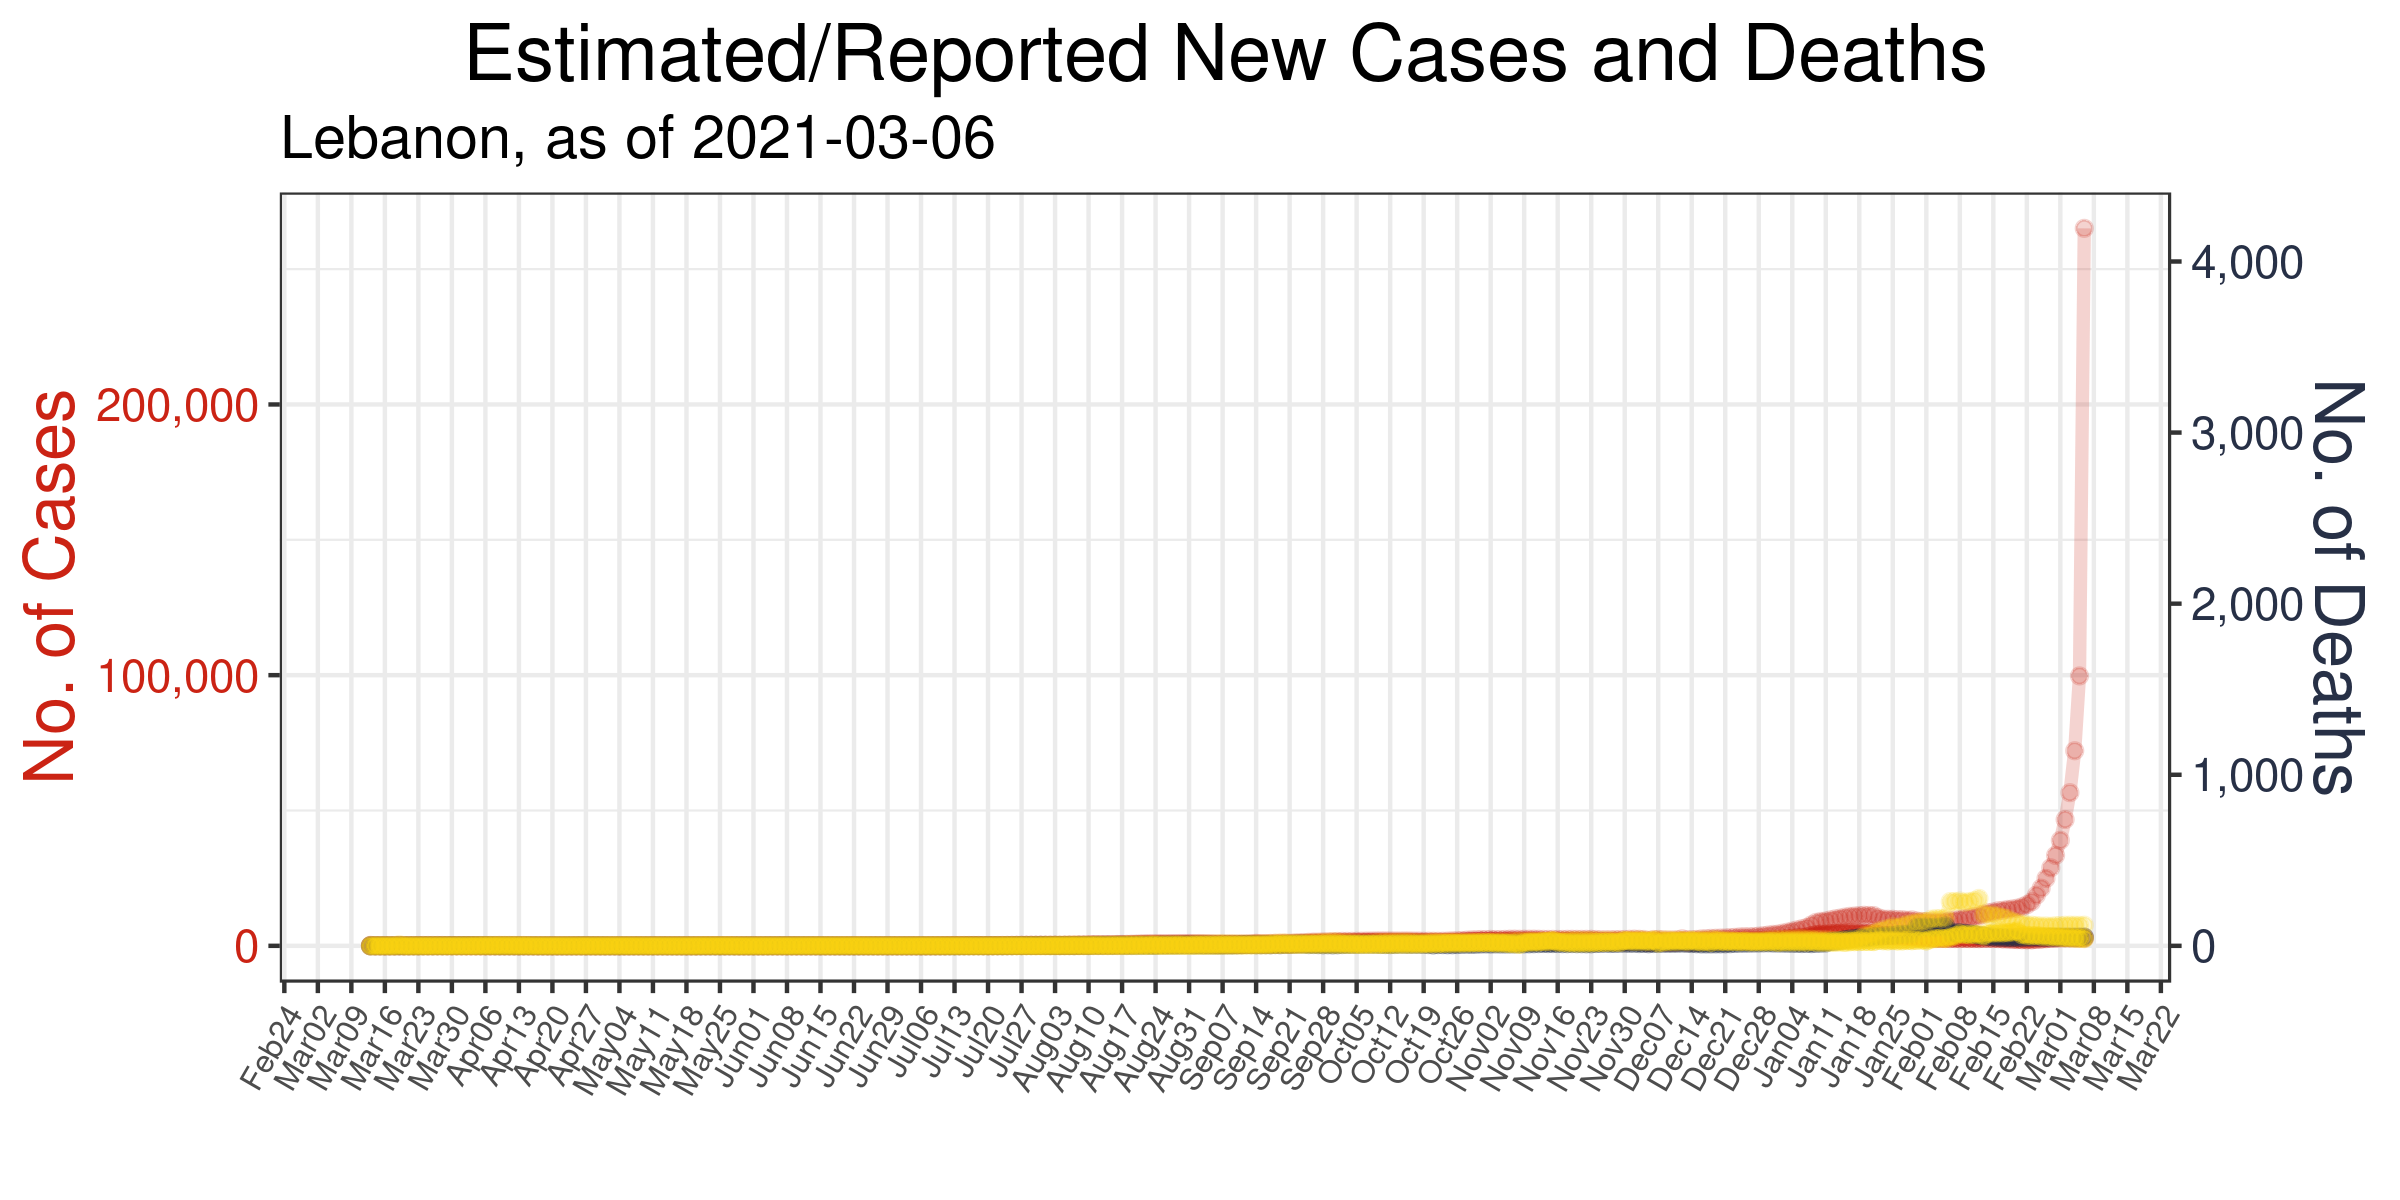 Estimated/Reported New Cases and Deaths
Lebanon, as of 2021-03-06
No. of Cases
200,000
100,000
0
4,000
3,000
2,000
1,000
0
No. of Deaths
Feb24
Mar02
Mar09
Mar16
Mar23
Mar30
Apr06
Apr13
Apr20
Apr27
May04
May11
May18
May25
Jun01
Jun08
Jun15
Jun22
Jun29
Jul06
Jul13
Jul20
Jul27
Aug03
Aug10
Aug17
Aug24
Aug31
Sep07
Sep14
Sep21
Sep28
Oct05
Oct12
Oct19
Oct26
Nov02
Nov09
Nov16
Nov23
Nov30
Dec07
Dec14
Dec21
Dec28
Jan04
Jan11
Jan18
Jan25
Feb01
Feb08
Feb15
Feb22
Mar01
Mar08
Mar15
Mar22